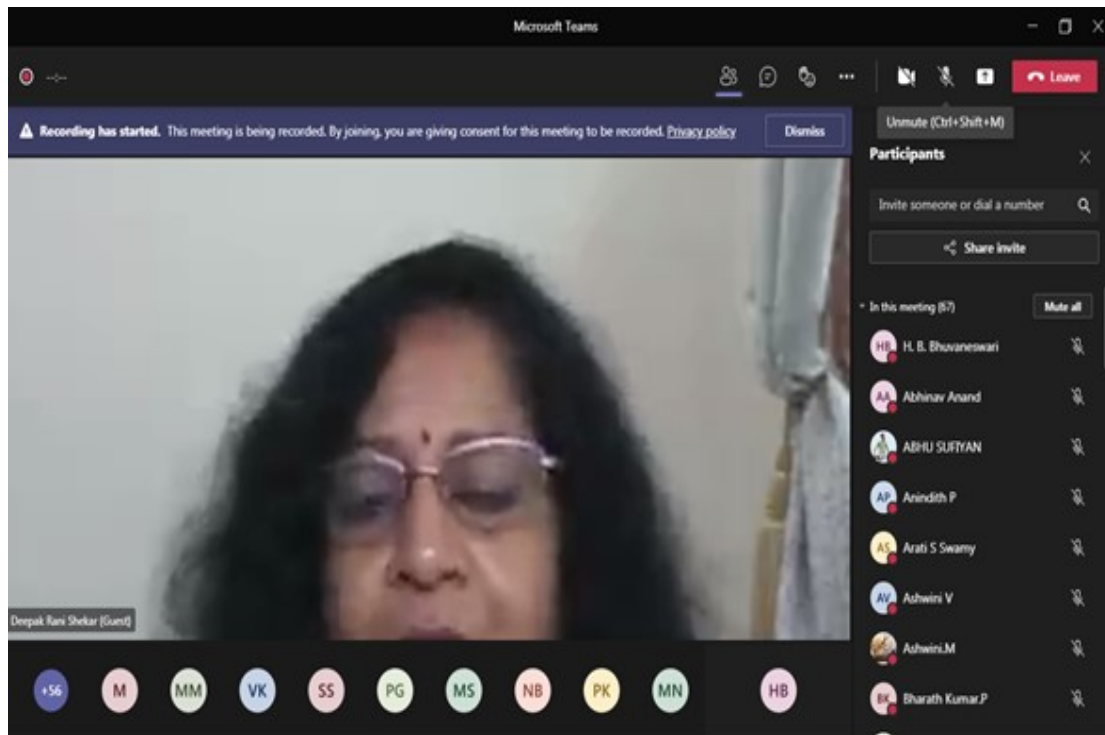 Microsoft Teams
--:--
Leave
Recording has started. This meeting is being recorded. By joining, you are giving consent for this meeting to be recorded. Privacy policy
Dismiss
Unmute (Ctrl+Shift+M)
Participants
Invite someone or dial a number
Share invite
In this meeting (67)
Mute all
HB H. B. Bhuvaneswari
AA Abhinav Anand
ABHU SUFIYAN
AP Anindith P
AS Arati S Swamy
AV Ashwini V
Ashwini.M
BK Bharath Kumar.P
Deepak Rani Shekar (Guest)
+56 M MM VK SS PG MS NB PK MN HB